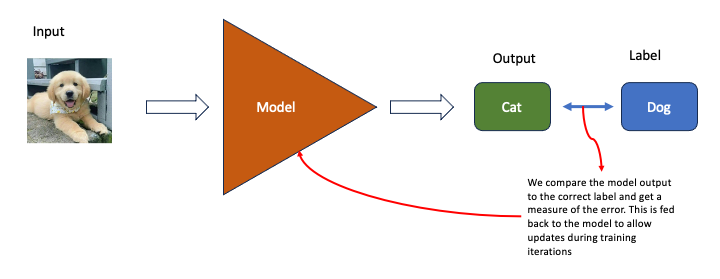 Input
Output
Label
Model
Cat
Dog
We compare the model output
to the correct label and get a
measure of the error. This is fed
back to the model to allow
updates during training
iterations